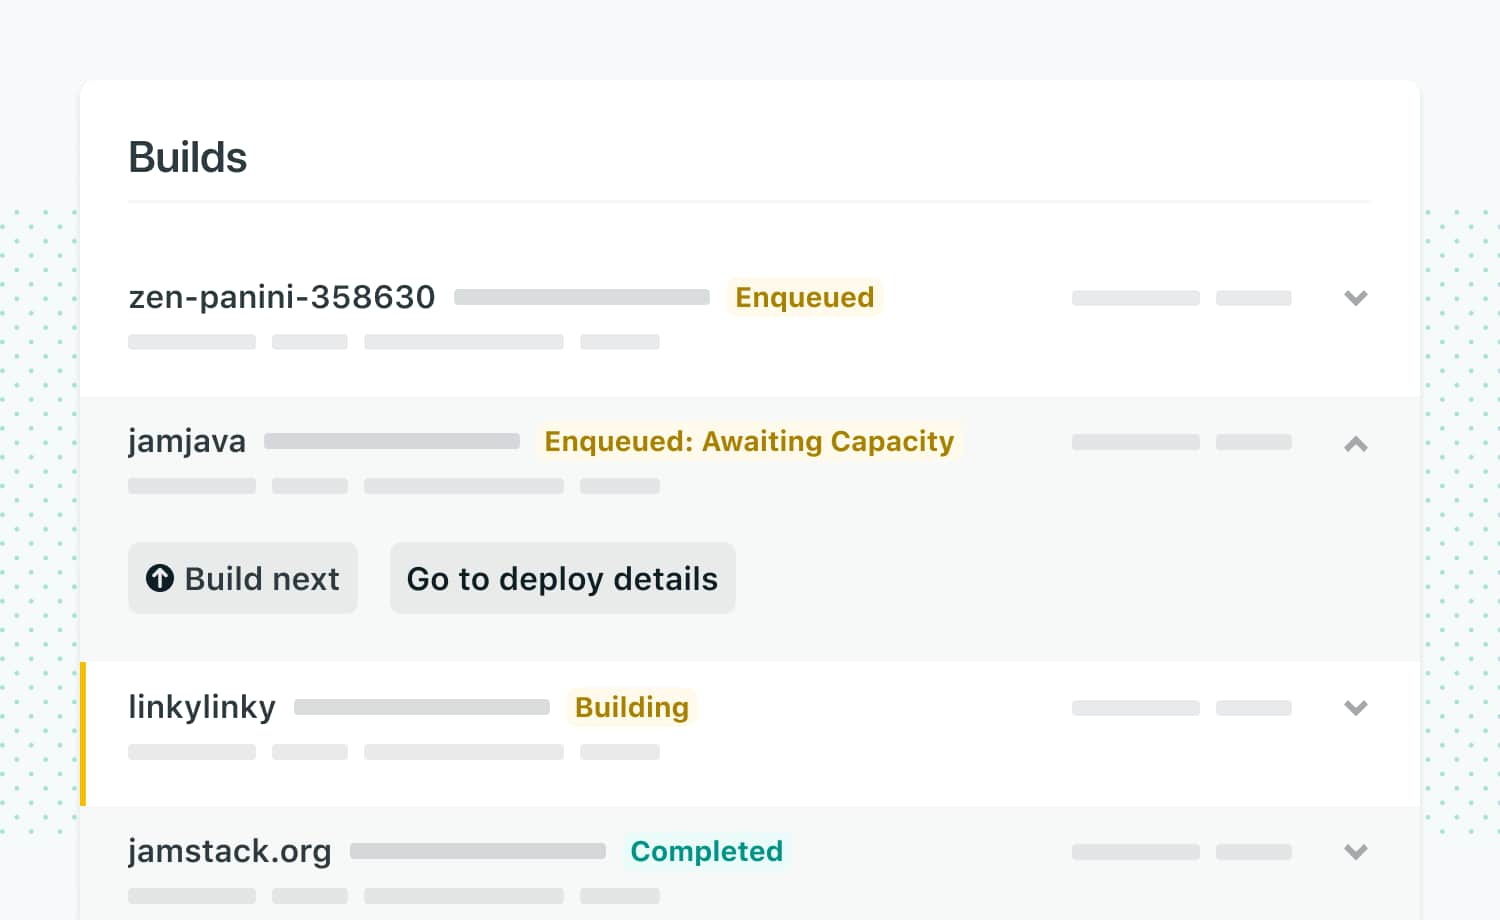 Builds
zen-panini-358630 Enqueued
jamjava Enqueued: Awaiting Capacity
Build next Go to deploy details
linkylinky Building
jamstack.org Completed